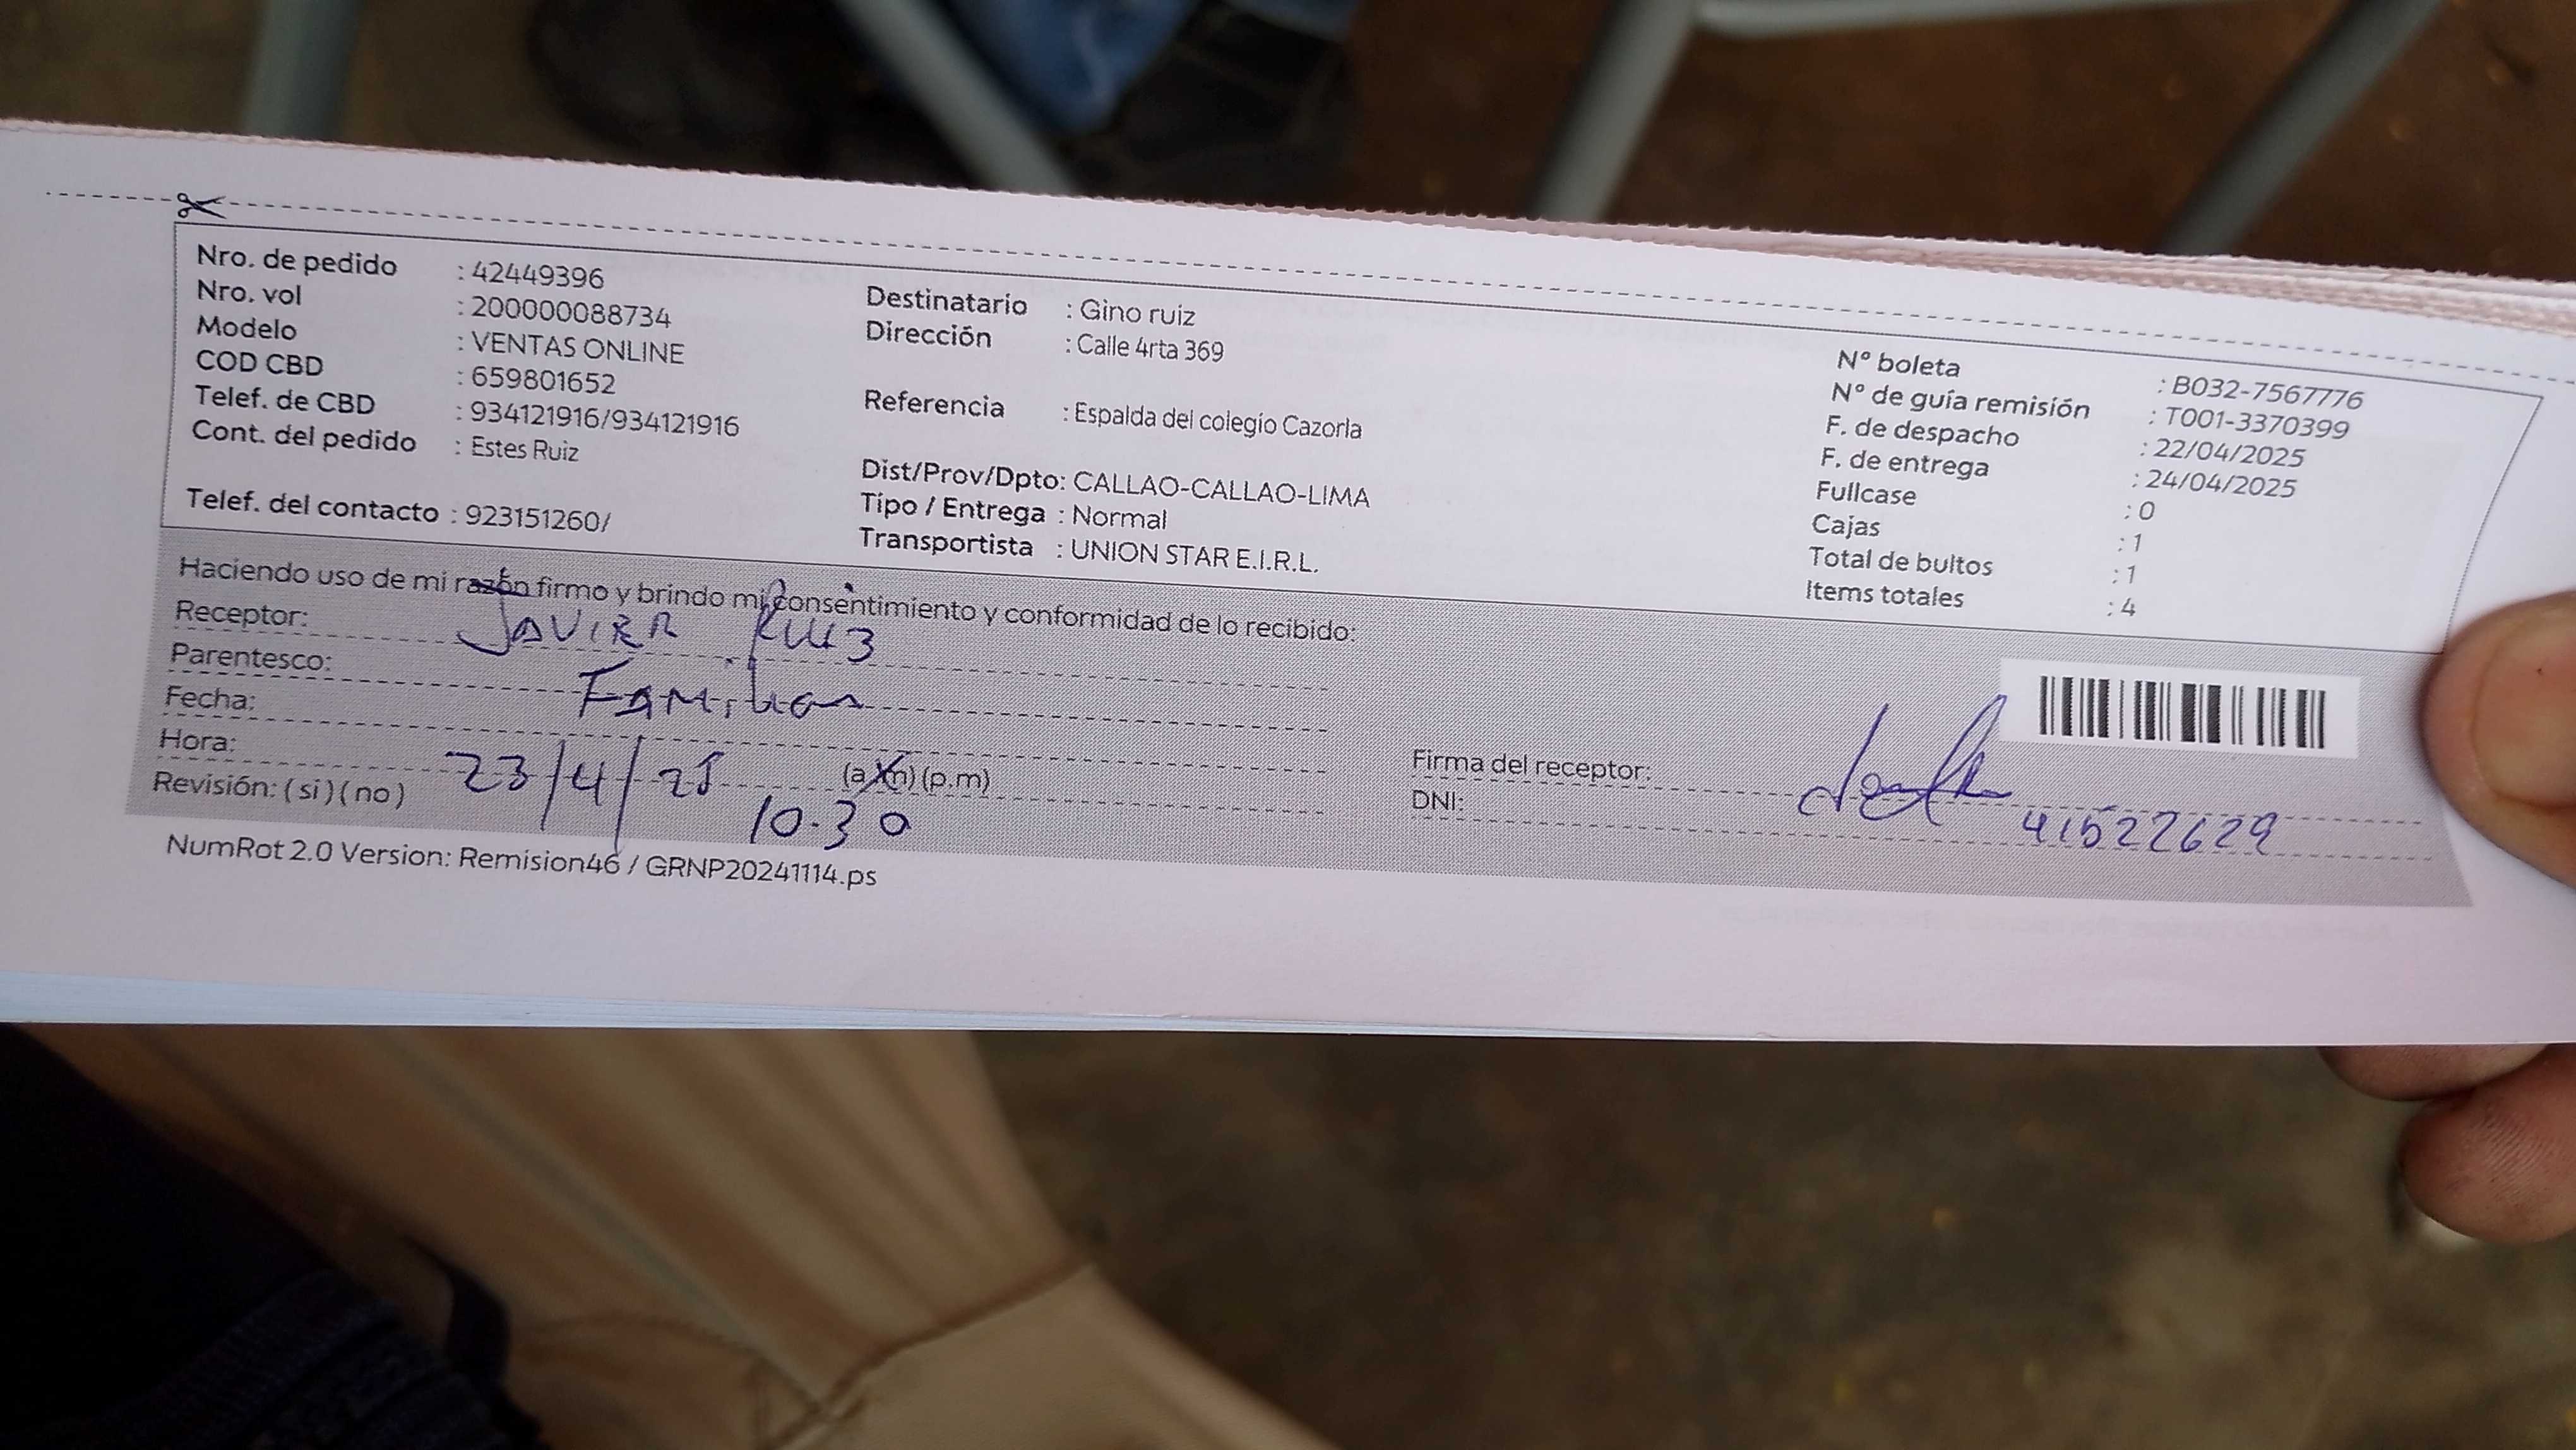 Nro. de pedido : 42449396
Nro. vol : 200000088734
Modelo : VENTAS ONLINE
COD CBD : 659801652
Telef. de CBD : 934121916/934121916
Cont. del pedido : Estes Ruiz
Telef. del contacto : 923151260/
Destinatario : Gino ruiz
Dirección : Calle 4rta 369
Referencia : Espalda del colegio Cazorla
Dist/Prov/Dpto: CALLAO-CALLAO-LIMA
Tipo / Entrega : Normal
Transportista : UNION STAR E.I.R.L.
N° boleta : B032-7567776
N° de guía remisión : T001-3370399
F. de despacho : 22/04/2025
F. de entrega : 24/04/2025
Fullcase : 0
Cajas : 1
Total de bultos : 1
Items totales : 4
Haciendo uso de mi razón firmo y brindo mi consentimiento y conformidad de lo recibido:
Receptor: JAVIER RUIZ
Parentesco: Familiar
Fecha: 23/4/25
Hora: 10.30 (a.m) (p.m)
Revisión: ( si ) ( no )
Firma del receptor:
DNI: 41522629
NumRot 2.0 Version: Remision46 / GRNP20241114.ps